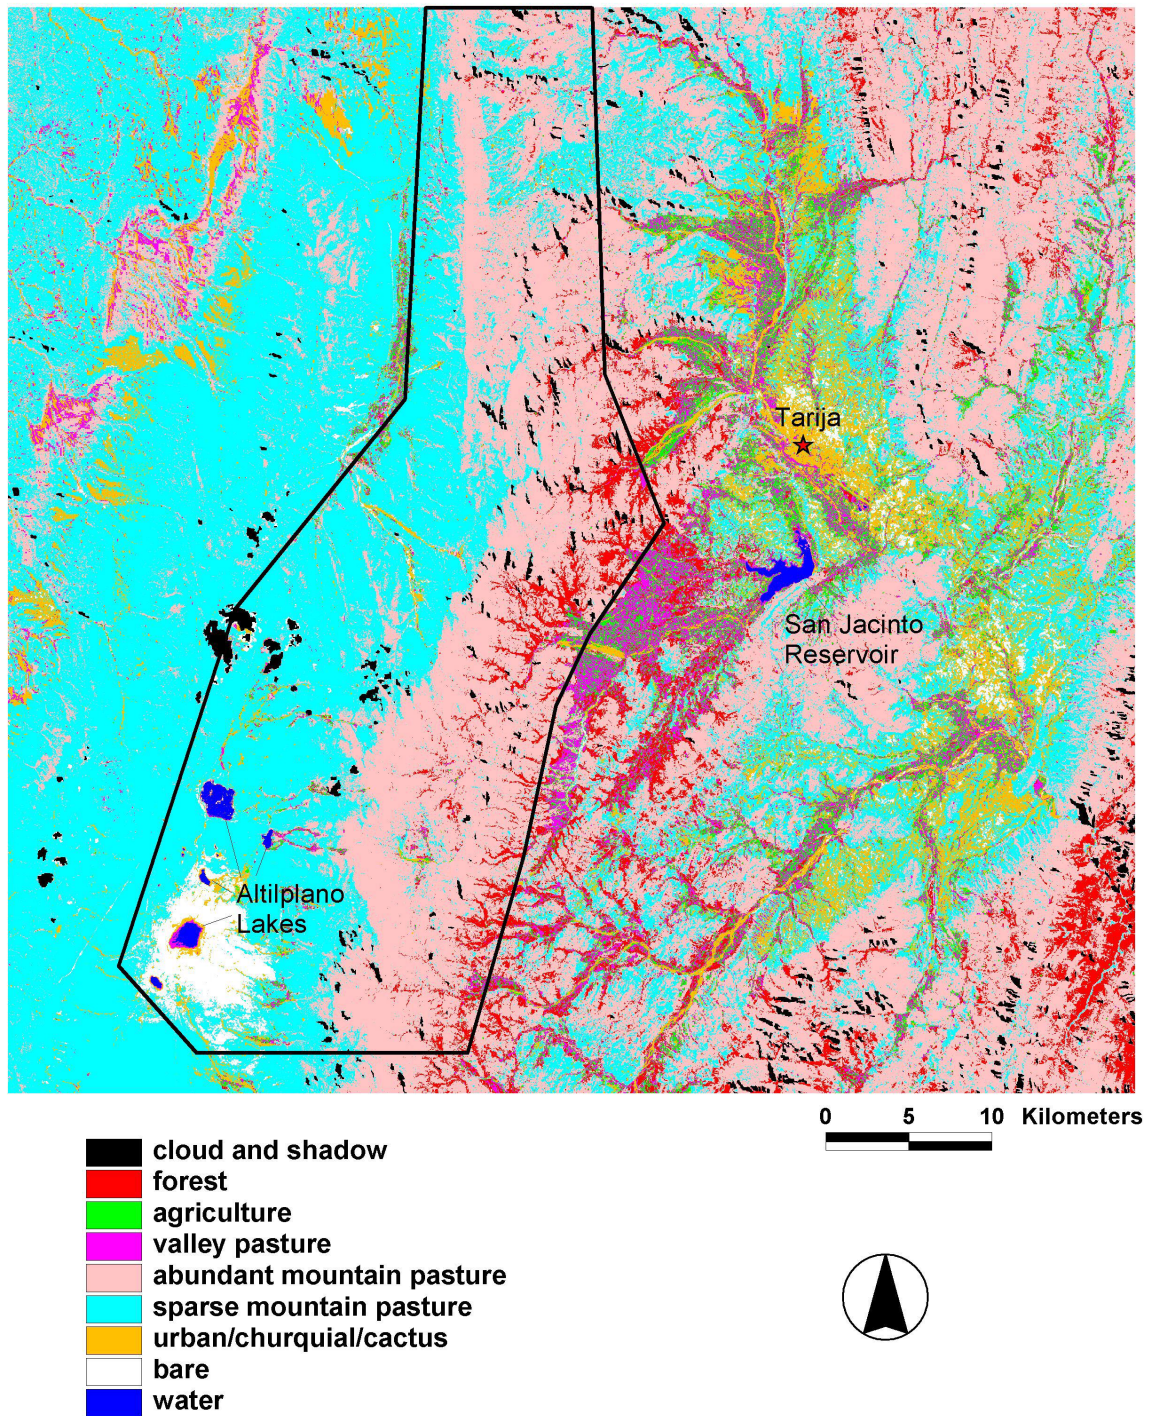 Tarija
San Jacinto
Reservoir
Altilplano
Lakes
0 5 10 Kilometers
cloud and shadow
forest
agriculture
valley pasture
abundant mountain pasture
sparse mountain pasture
urban/churquial/cactus
bare
water